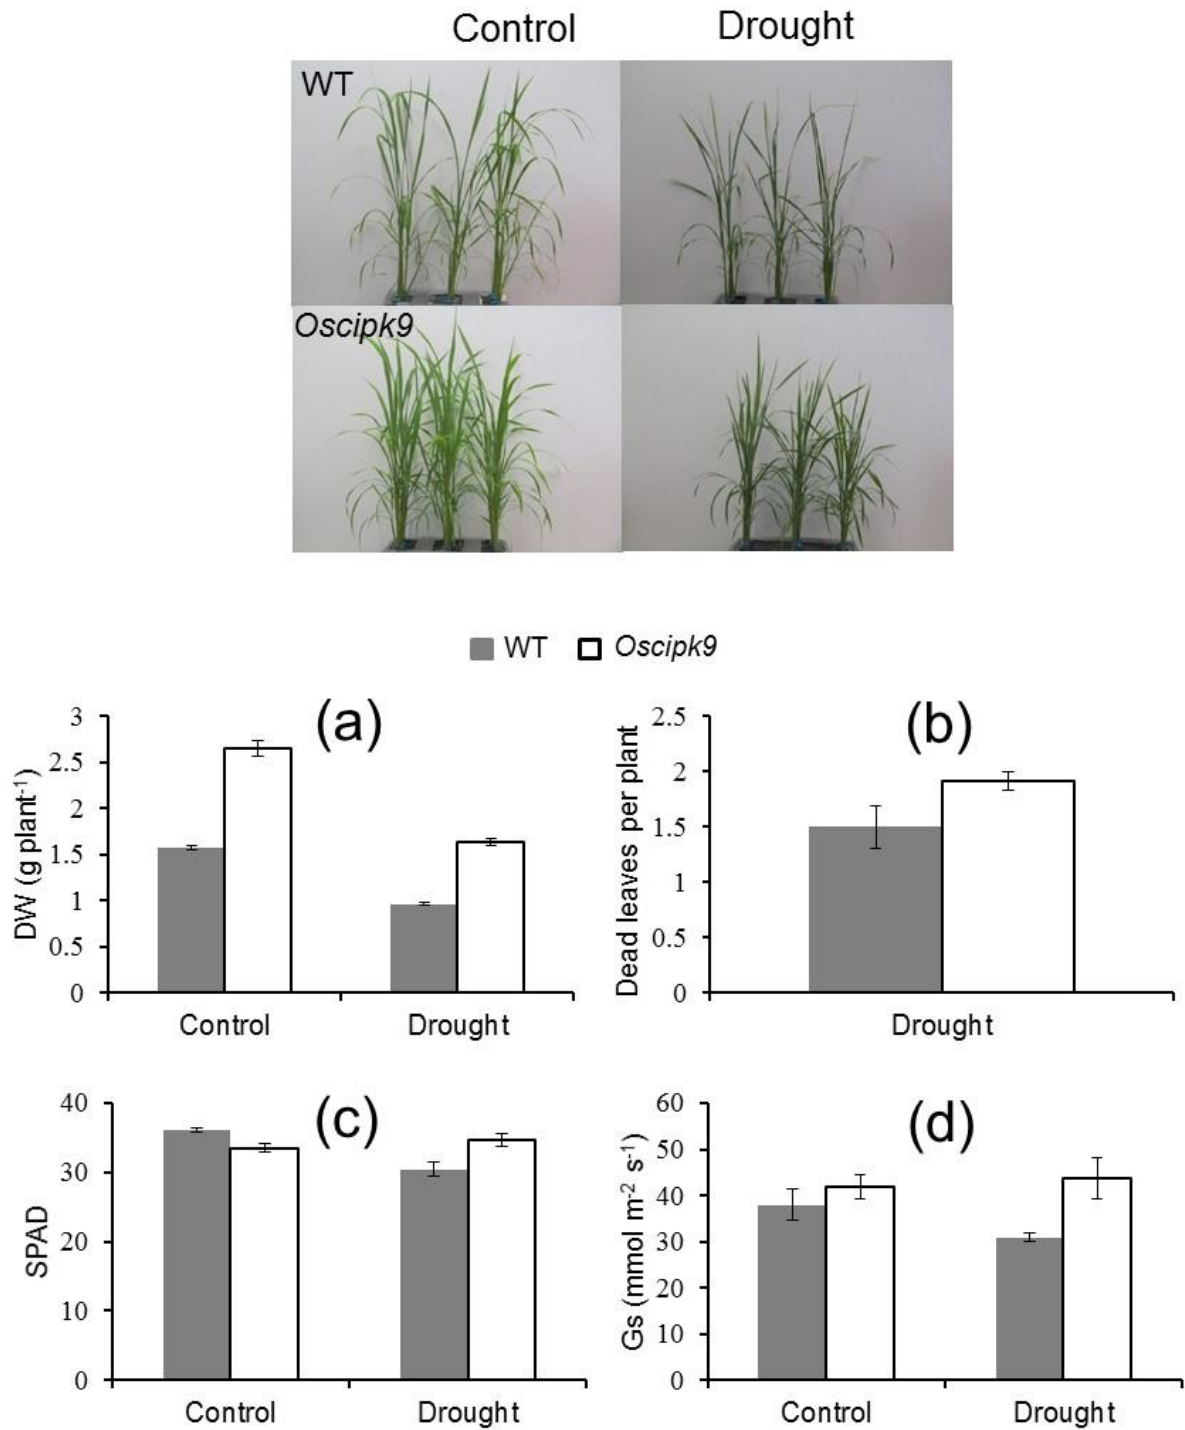 Control Drought
WT
Oscipk9
WT Oscipk9
(a)
DW (g plant-1)
3
2.5
2
1.5
1
0.5
0
Control Drought
(b)
Dead leaves per plant
2.5
2
1.5
1
0.5
0
Drought
(c)
SPAD
40
30
20
10
0
Control Drought
(d)
Gs (mmol m-2 s-1)
60
50
40
30
20
10
0
Control Drought